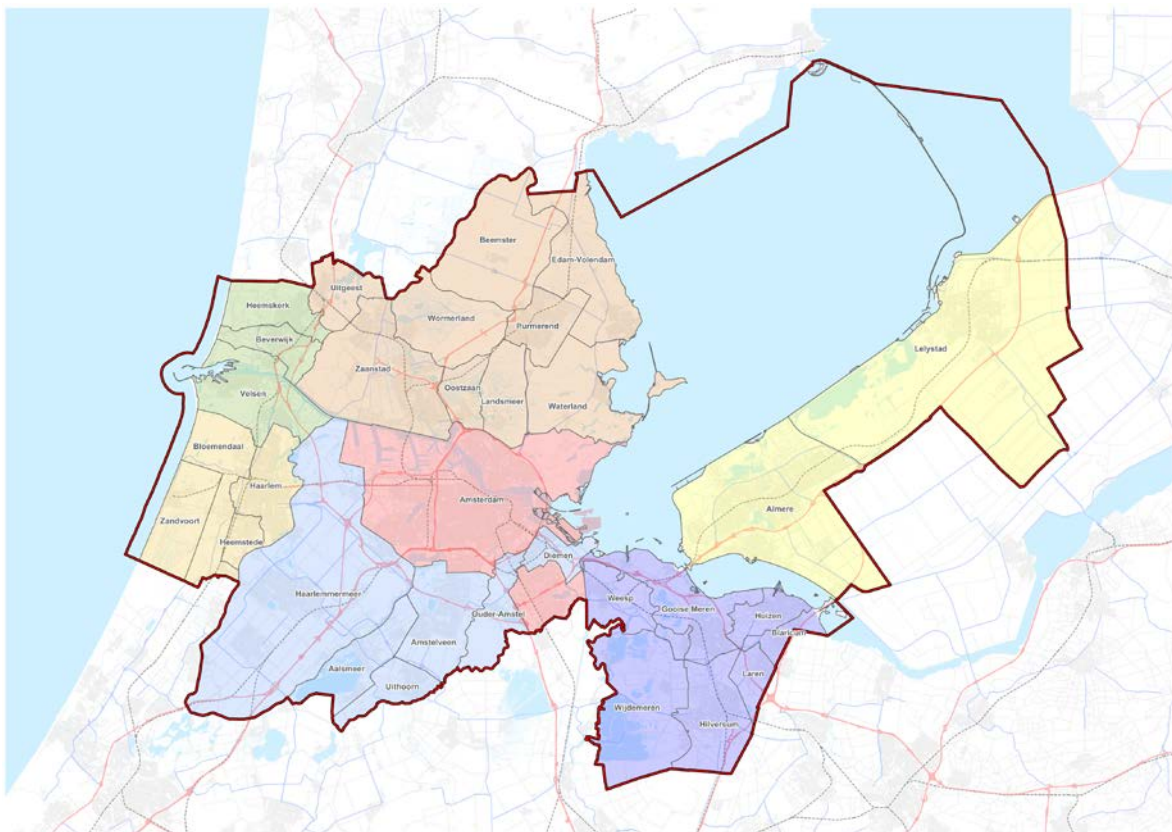 Beemster
Edam-Volendam
Uitgeest
Heemskerk
Wormerland
Purmerend
Beverwijk
Lelystad
Zaanstad
Oostzaan
Velsen
Landsmeer
Waterland
Bloemendaal
Haarlem
Amsterdam
Almere
Zandvoort
Heemstede
Diemen
Haarlemmermeer
Weesp
Gooise Meren
Ouder-Amstel
Huizen
Blaricum
Amstelveen
Aalsmeer
Laren
Uithoorn
Wijdemeren
Hilversum